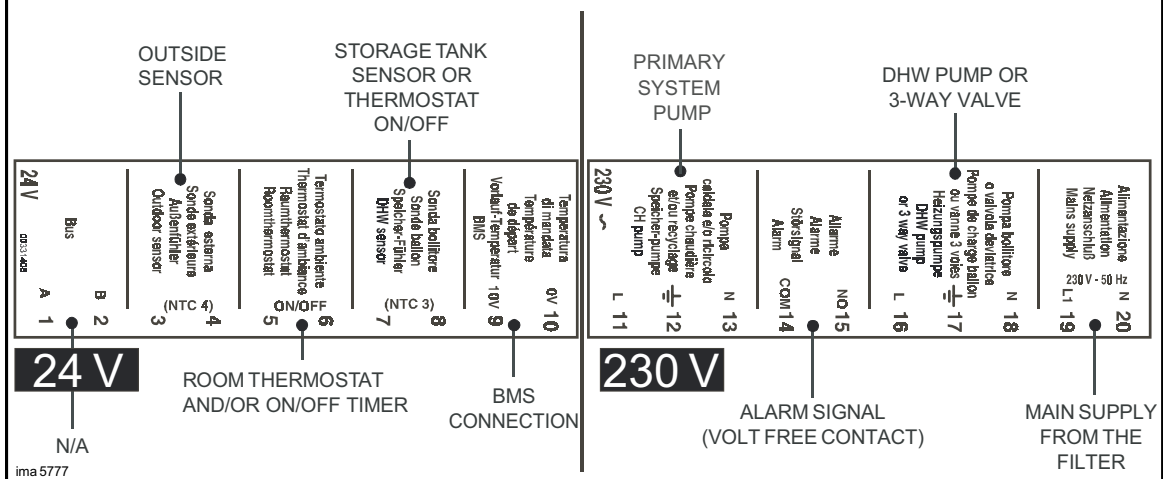 OUTSIDE
SENSOR
STORAGE TANK
SENSOR OR
THERMOSTAT
ON/OFF
PRIMARY
SYSTEM
PUMP
DHW PUMP OR
3-WAY VALVE
24V
Bus
A
1
B
2
Sonda esterna
Sonde extérieure
Außenfühler
Outdoor sensor
(NTC 4)
3
4
Termostato ambiente
Thermostat d'ambiance
Raumthermostat
Roomthermostat
ON/OFF
5
6
Sonda bollitore
Sonde ballon
Speicher-Fühler
DHW sensor
(NTC 3)
7
8
Temperatura
di mandata
Température
de départ
Vorlauf-Temperatur
BMS
10V
9
0V
10
230V ~
Pompa
caldaia e/o ricircolo
Pompe chaudière
et/ou recyclage
Speicher-pumpe
CH pump
L
11
12
N
13
Allarme
Alarme
Störsignal
Alarm
COM
14
NO
15
Pompa bollitore
o valvola deviatrice
Pompe de charge ballon
ou vanne 3 voies
Heizungspumpe
DHW pump
or 3 way valve
L
16
17
N
18
Alimentazione
Alimentation
Netzanschluß
Mains supply
230V - 50 Hz
L1
19
N
20
24 V
230 V
N/A
ROOM THERMOSTAT
AND/OR ON/OFF TIMER
BMS
CONNECTION
ALARM SIGNAL
(VOLT FREE CONTACT)
MAIN SUPPLY
FROM THE
FILTER
ima 5777